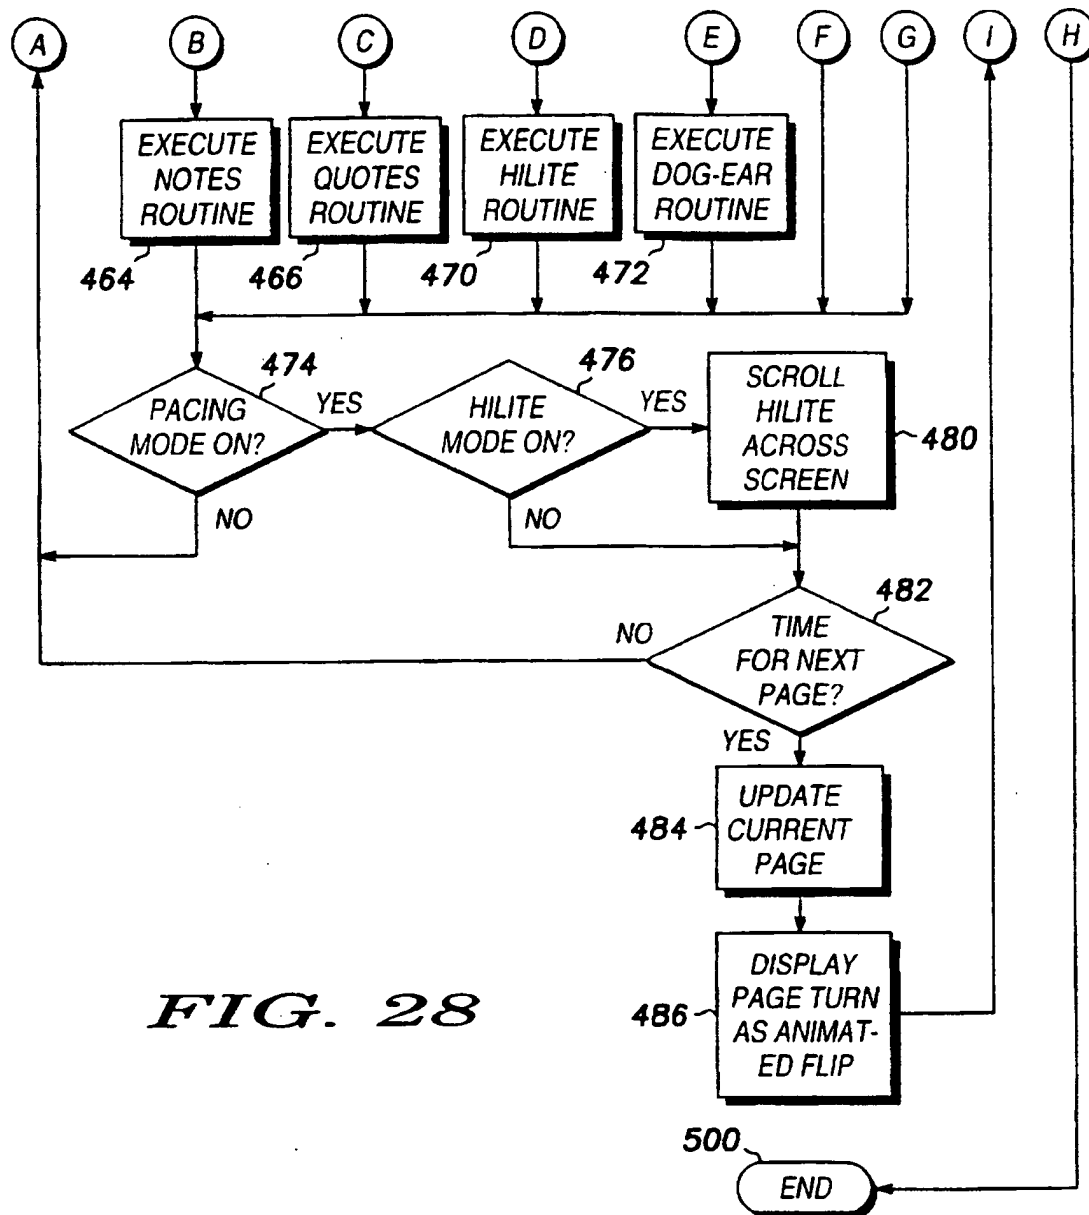 A B C D E F G I H
EXECUTE
NOTES
ROUTINE
464
EXECUTE
QUOTES
ROUTINE
466
EXECUTE
HILITE
ROUTINE
470
EXECUTE
DOG-EAR
ROUTINE
472
PACING
MODE ON?
474
YES
NO
HILITE
MODE ON?
476
YES
NO
SCROLL
HILITE
ACROSS
SCREEN
480
TIME
FOR NEXT
PAGE?
482
NO
YES
UPDATE
CURRENT
PAGE
484
DISPLAY
PAGE TURN
AS ANIMAT-
ED FLIP
486
FIG. 28
500
END